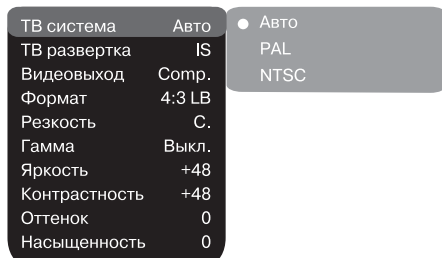 ТВ система Авто
ТВ развертка IS
Видеовыход Comp.
Формат 4:3 LB
Резкость С.
Гамма Выкл.
Яркость +48
Контрастность +48
Оттенок 0
Насыщенность 0
Авто
PAL
NTSC